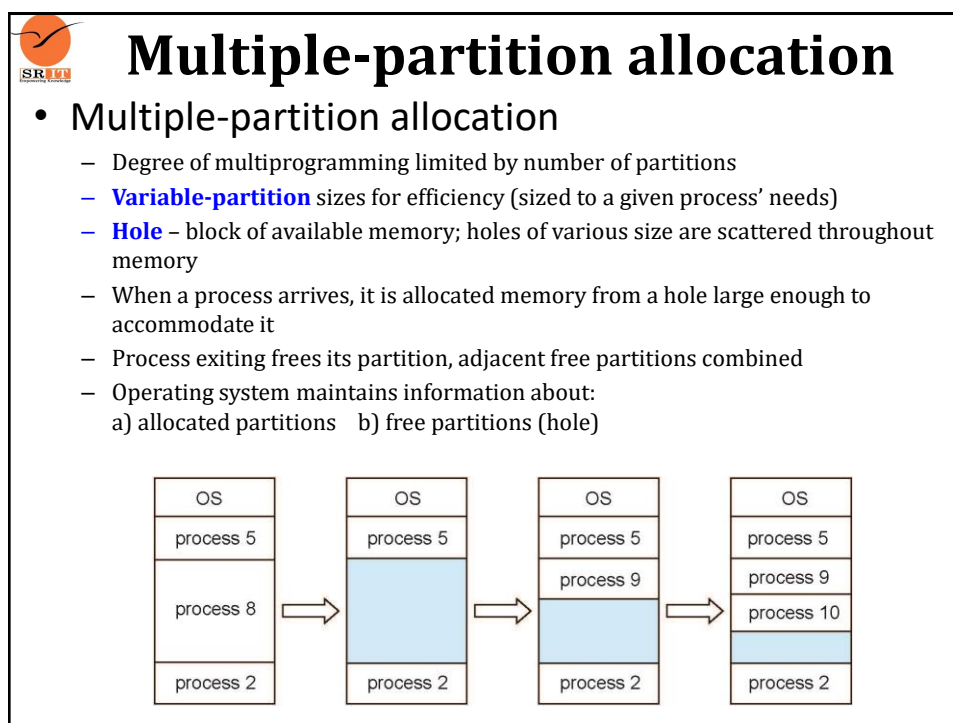 SRIT
Empowering Knowledge
Multiple-partition allocation
• Multiple-partition allocation
– Degree of multiprogramming limited by number of partitions
– Variable-partition sizes for efficiency (sized to a given process’ needs)
– Hole – block of available memory; holes of various size are scattered throughout
memory
– When a process arrives, it is allocated memory from a hole large enough to
accommodate it
– Process exiting frees its partition, adjacent free partitions combined
– Operating system maintains information about:
a) allocated partitions b) free partitions (hole)
OS
process 5
process 8
process 2
OS
process 5
process 2
OS
process 5
process 9
process 2
OS
process 5
process 9
process 10
process 2